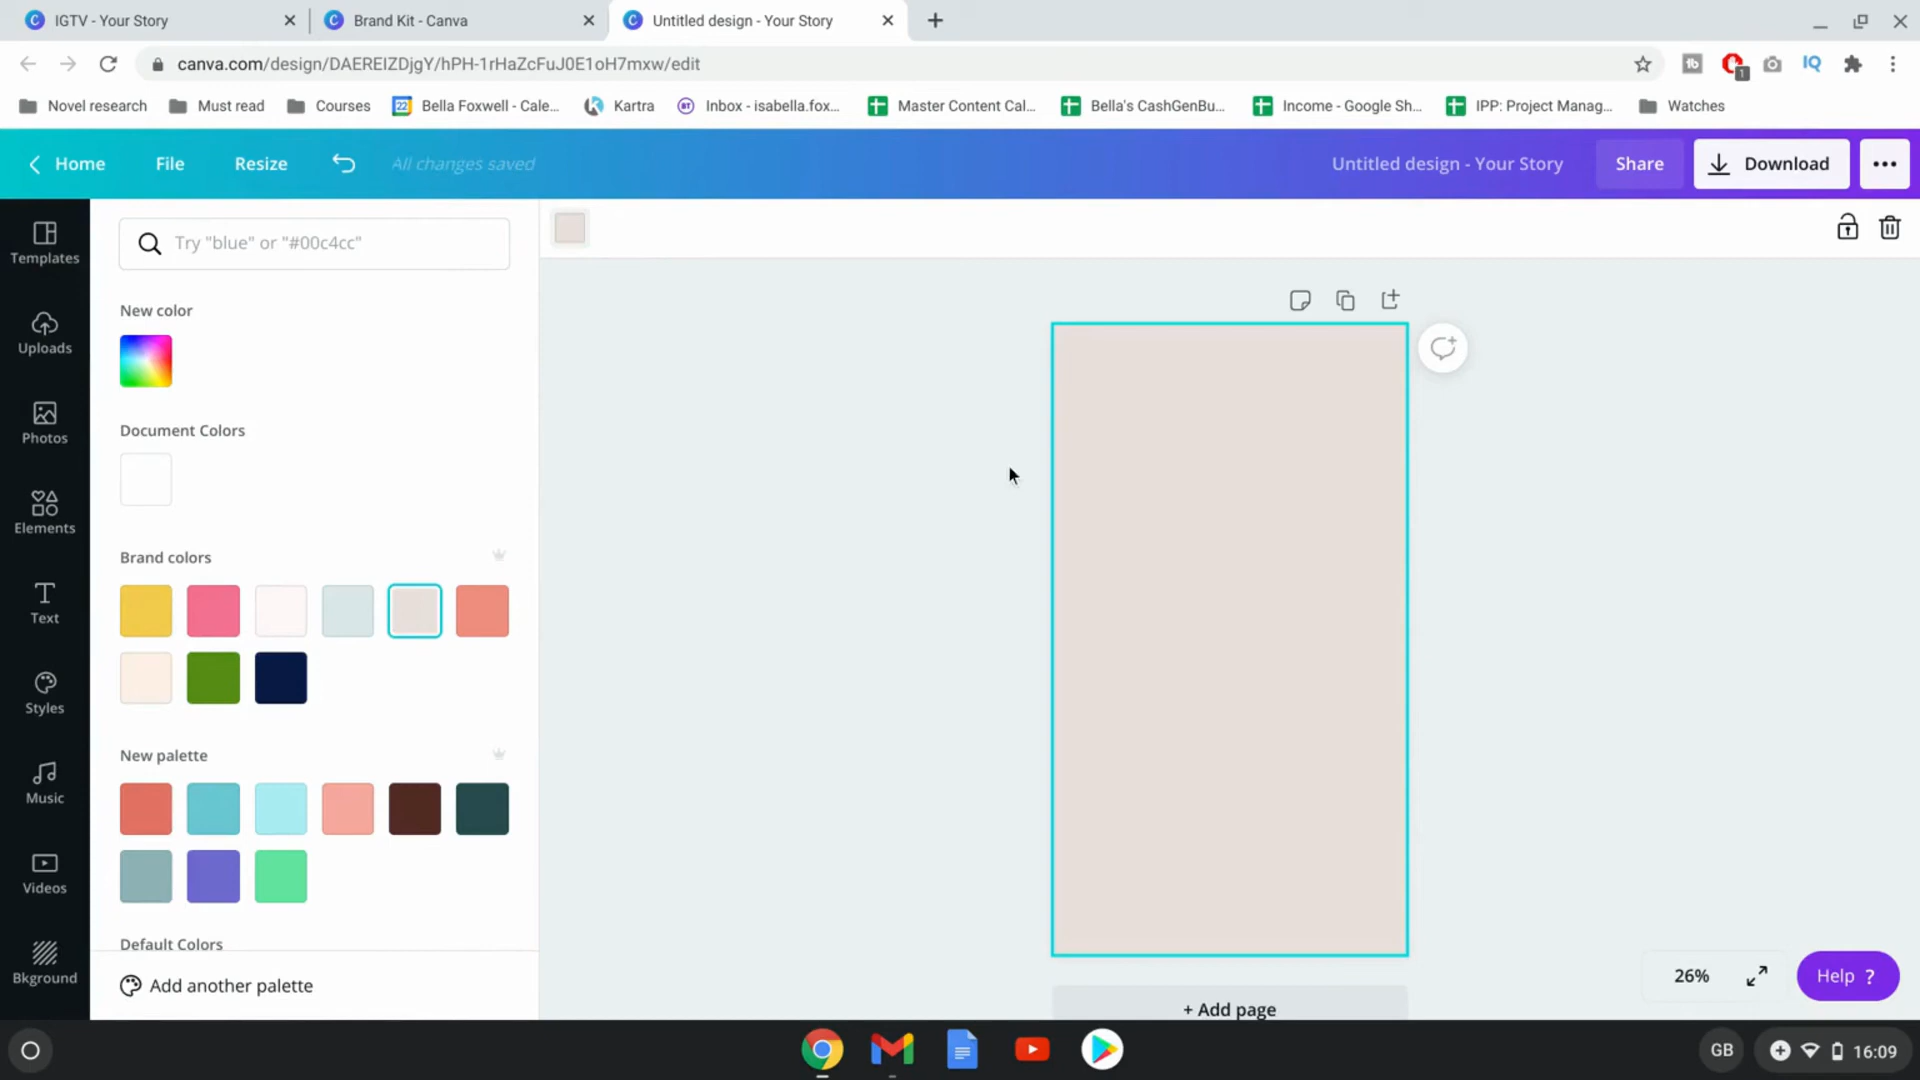 IGTV - Your Story
Brand Kit - Canva
Untitled design - Your Story
canva.com/design/DAEREIZDjgY/hPH-1rHaZcFuJ0E1oH7mxw/edit
1
IQ
Novel research
Must read
Courses
22
Bella Foxwell - Cale...
Kartra
BT
Inbox - isabella.fox...
Master Content Cal...
Bella's CashGenBu...
Income - Google Sh...
IPP: Project Manag...
Watches
Home
File
Resize
All changes saved
Untitled design - Your Story
Share
Download
Templates
Uploads
Photos
Elements
Text
Styles
Music
Videos
Bkground
Try "blue" or "#00c4cc"
New color
Document Colors
Brand colors
New palette
Default Colors
Add another palette
+ Add page
26%
Help ?
GB
16:09